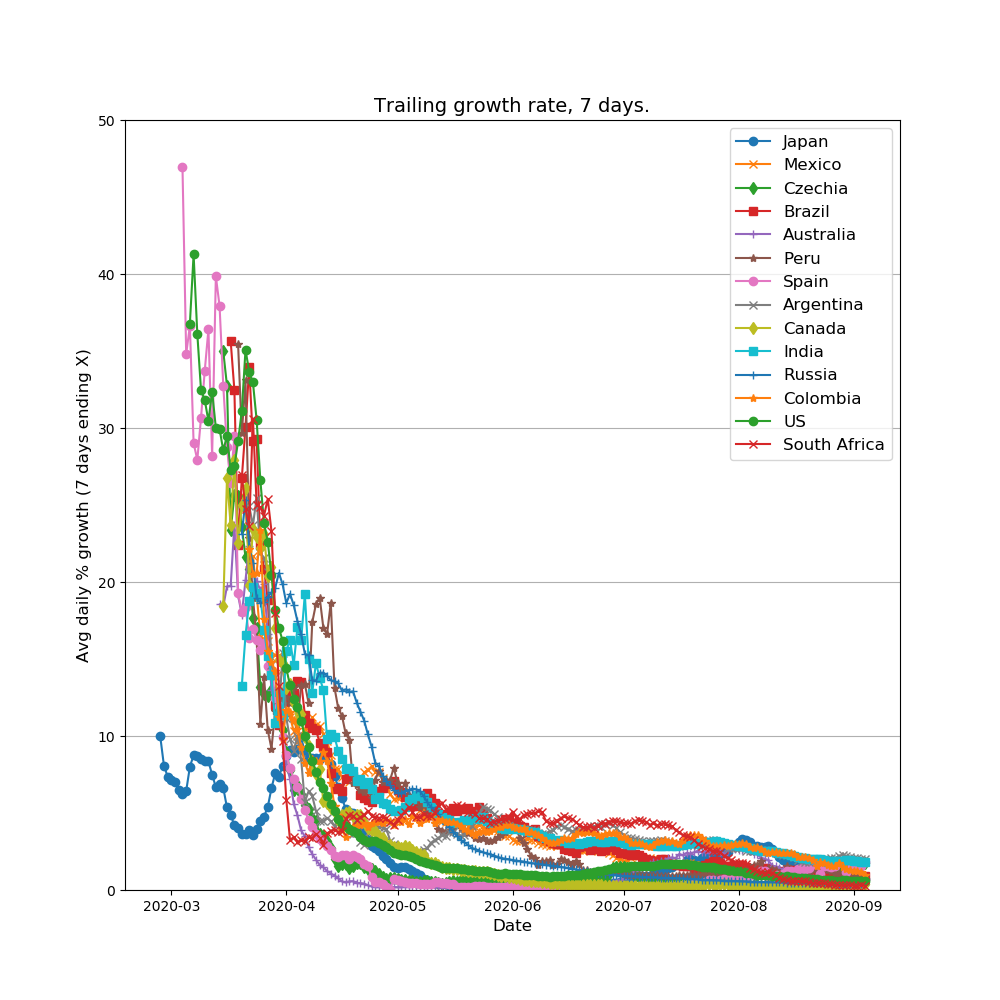 Trailing growth rate, 7 days.
50
40
30
20
10
0
Avg daily % growth (7 days ending X)
Japan
Mexico
Czechia
Brazil
Australia
Peru
Spain
Argentina
Canada
India
Russia
Colombia
US
South Africa
2020-03 2020-04 2020-05 2020-06 2020-07 2020-08 2020-09
Date